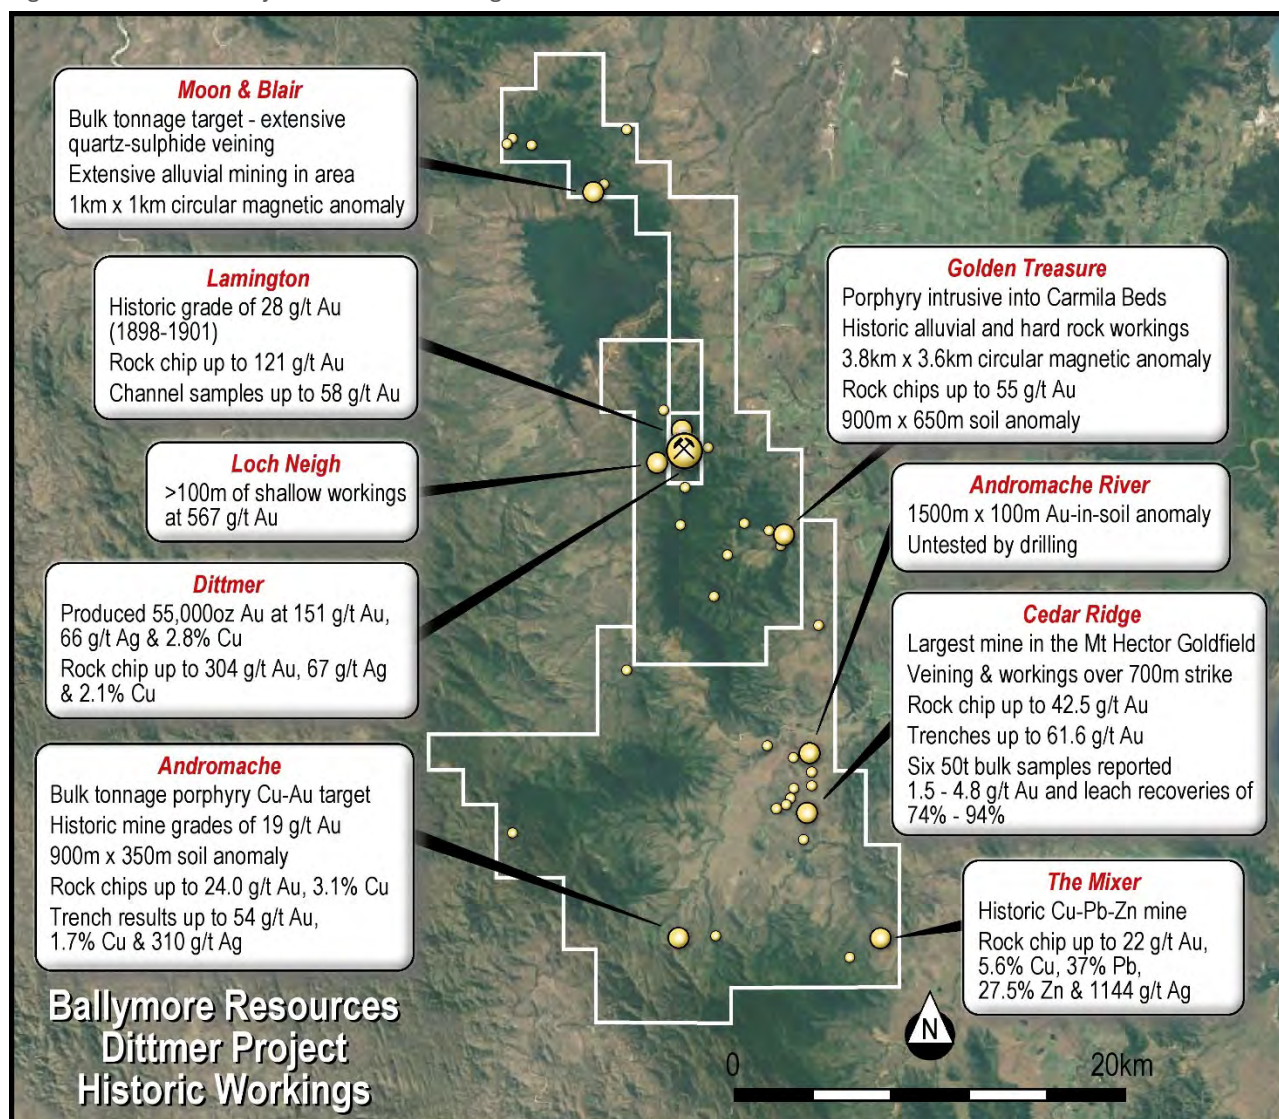 Moon & Blair
Bulk tonnage target - extensive
quartz-sulphide veining
Extensive alluvial mining in area
1km x 1km circular magnetic anomaly
Lamington
Historic grade of 28 g/t Au
(1898-1901)
Rock chip up to 121 g/t Au
Channel samples up to 58 g/t Au
Loch Neigh
>100m of shallow workings
at 567 g/t Au
Dittmer
Produced 55,000oz Au at 151 g/t Au,
66 g/t Ag & 2.8% Cu
Rock chip up to 304 g/t Au, 67 g/t Ag
& 2.1% Cu
Andromache
Bulk tonnage porphyry Cu-Au target
Historic mine grades of 19 g/t Au
900m x 350m soil anomaly
Rock chips up to 24.0 g/t Au, 3.1% Cu
Trench results up to 54 g/t Au,
1.7% Cu & 310 g/t Ag
Golden Treasure
Porphyry intrusive into Carmila Beds
Historic alluvial and hard rock workings
3.8km x 3.6km circular magnetic anomaly
Rock chips up to 55 g/t Au
900m x 650m soil anomaly
Andromache River
1500m x 100m Au-in-soil anomaly
Untested by drilling
Cedar Ridge
Largest mine in the Mt Hector Goldfield
Veining & workings over 700m strike
Rock chip up to 42.5 g/t Au
Trenches up to 61.6 g/t Au
Six 50t bulk samples reported
1.5 - 4.8 g/t Au and leach recoveries of
74% - 94%
The Mixer
Historic Cu-Pb-Zn mine
Rock chip up to 22 g/t Au,
5.6% Cu, 37% Pb,
27.5% Zn & 1144 g/t Ag
Ballymore Resources
Dittmer Project
Historic Workings
N
0 20km